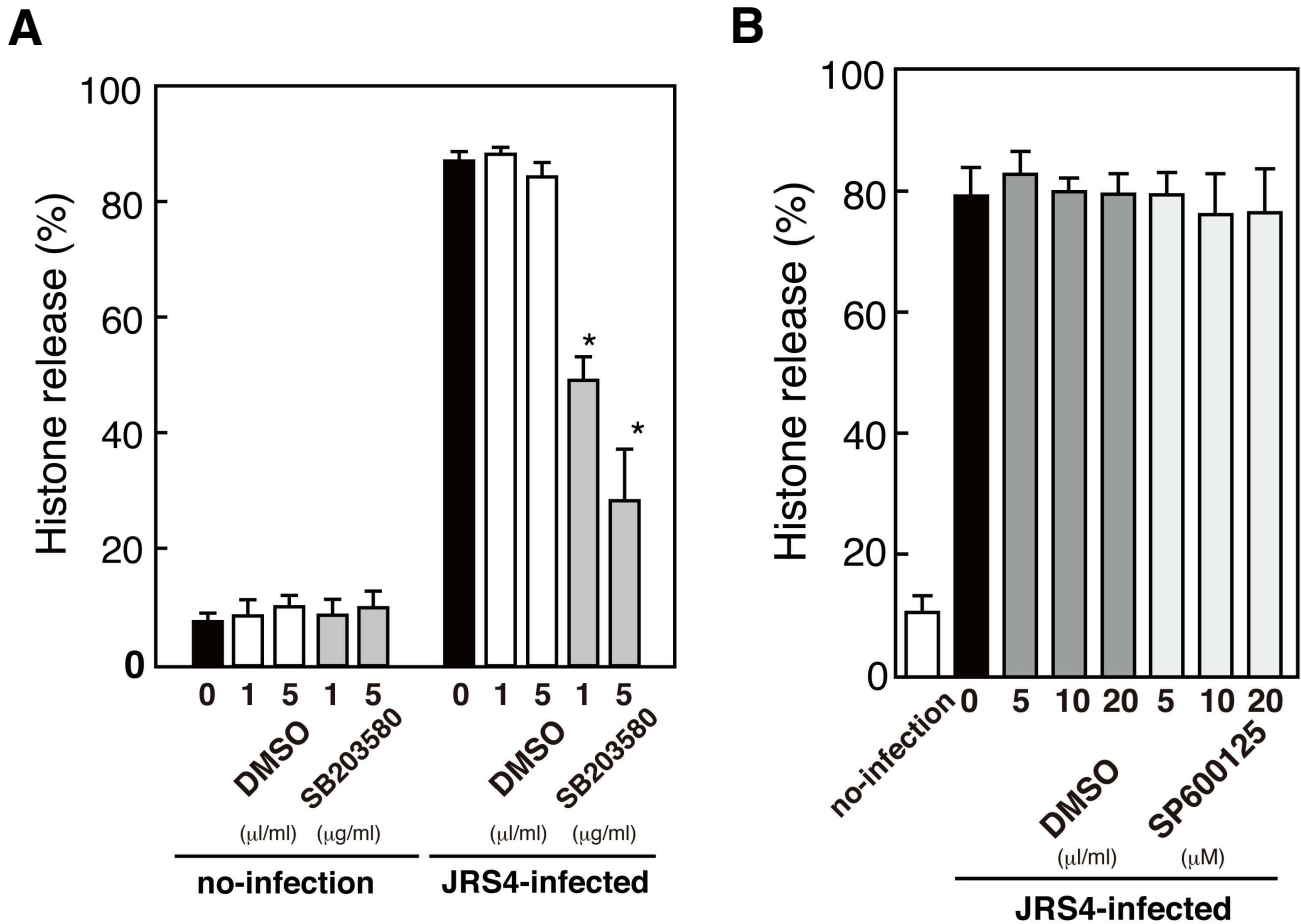 A
Histone release (%)
100
80
60
40
20
0
*
*
0 1 5 1 5
0 1 5 1 5
DMSO
SB203580
DMSO
SB203580
(μl/ml) (μg/ml)
(μl/ml) (μg/ml)
no-infection
JRS4-infected
B
Histone release (%)
100
80
60
40
20
0
no-infection
0 5 10 20 5 10 20
DMSO
SP600125
(μl/ml)
(μM)
JRS4-infected